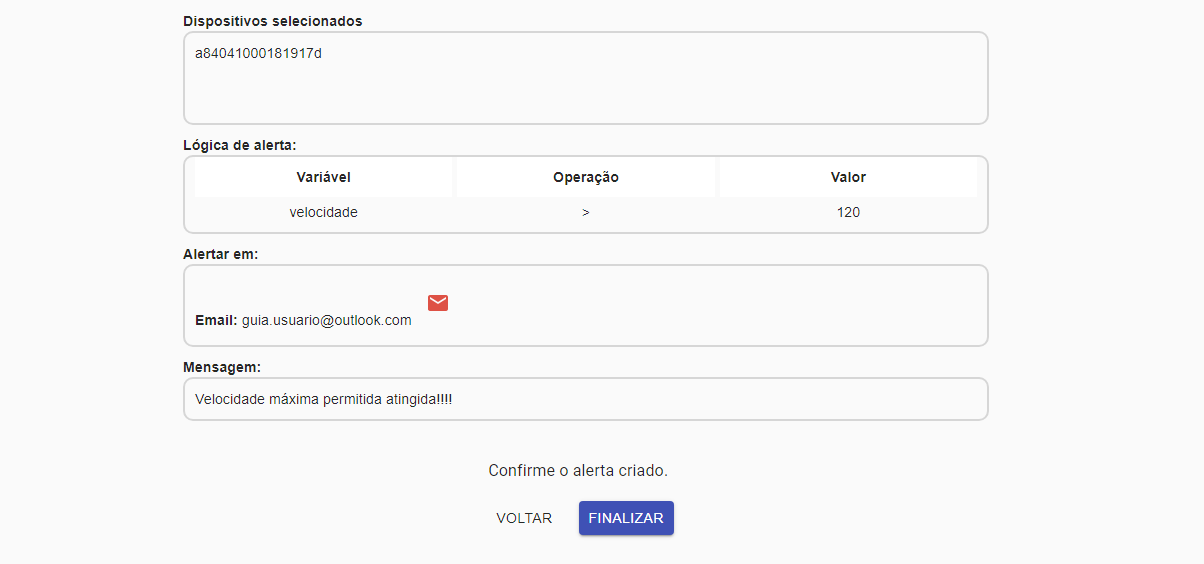 Dispositivos selecionados
a84041000181917d
Lógica de alerta:
Variável Operação Valor
velocidade > 120
Alertar em:
Email: guia.usuario@outlook.com
Mensagem:
Velocidade máxima permitida atingida!!!!
Confirme o alerta criado.
VOLTAR FINALIZAR